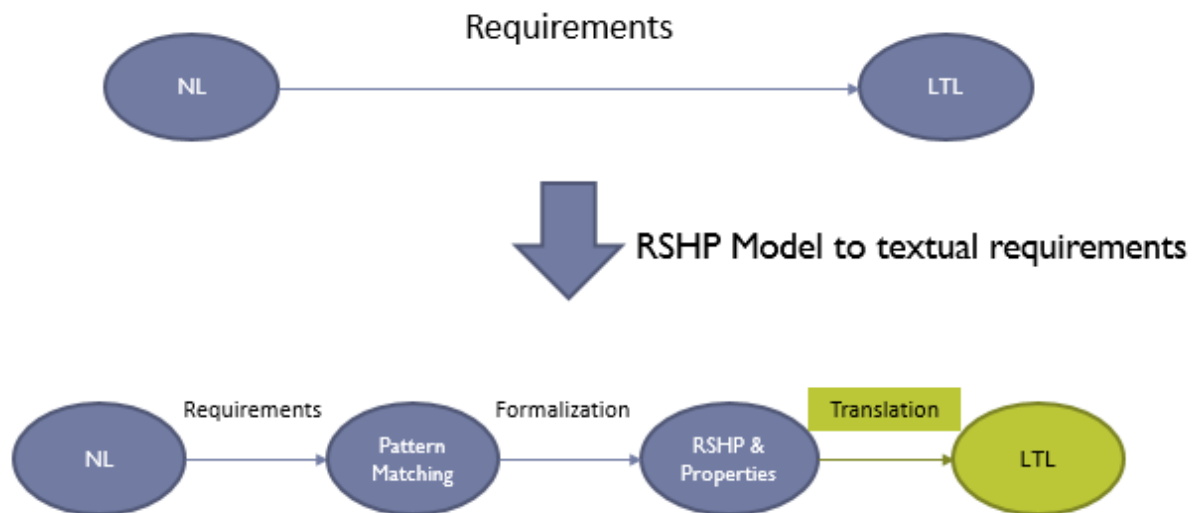 Requirements
NL
LTL
RSHP Model to textual requirements
Requirements
Formalization
Translation
NL
Pattern
Matching
RSHP &
Properties
LTL